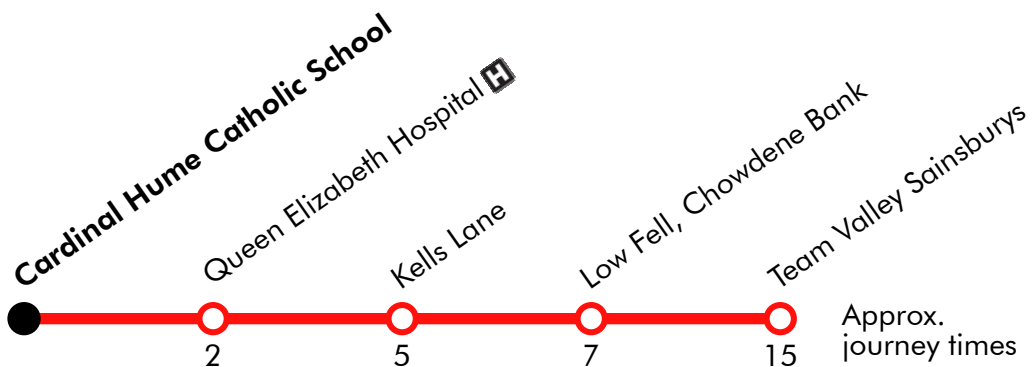 Cardinal Hume Catholic School
Queen Elizabeth Hospital H
Kells Lane
Low Fell, Chowdene Bank
Team Valley Sainsburys
2
5
7
15
Approx.
journey times